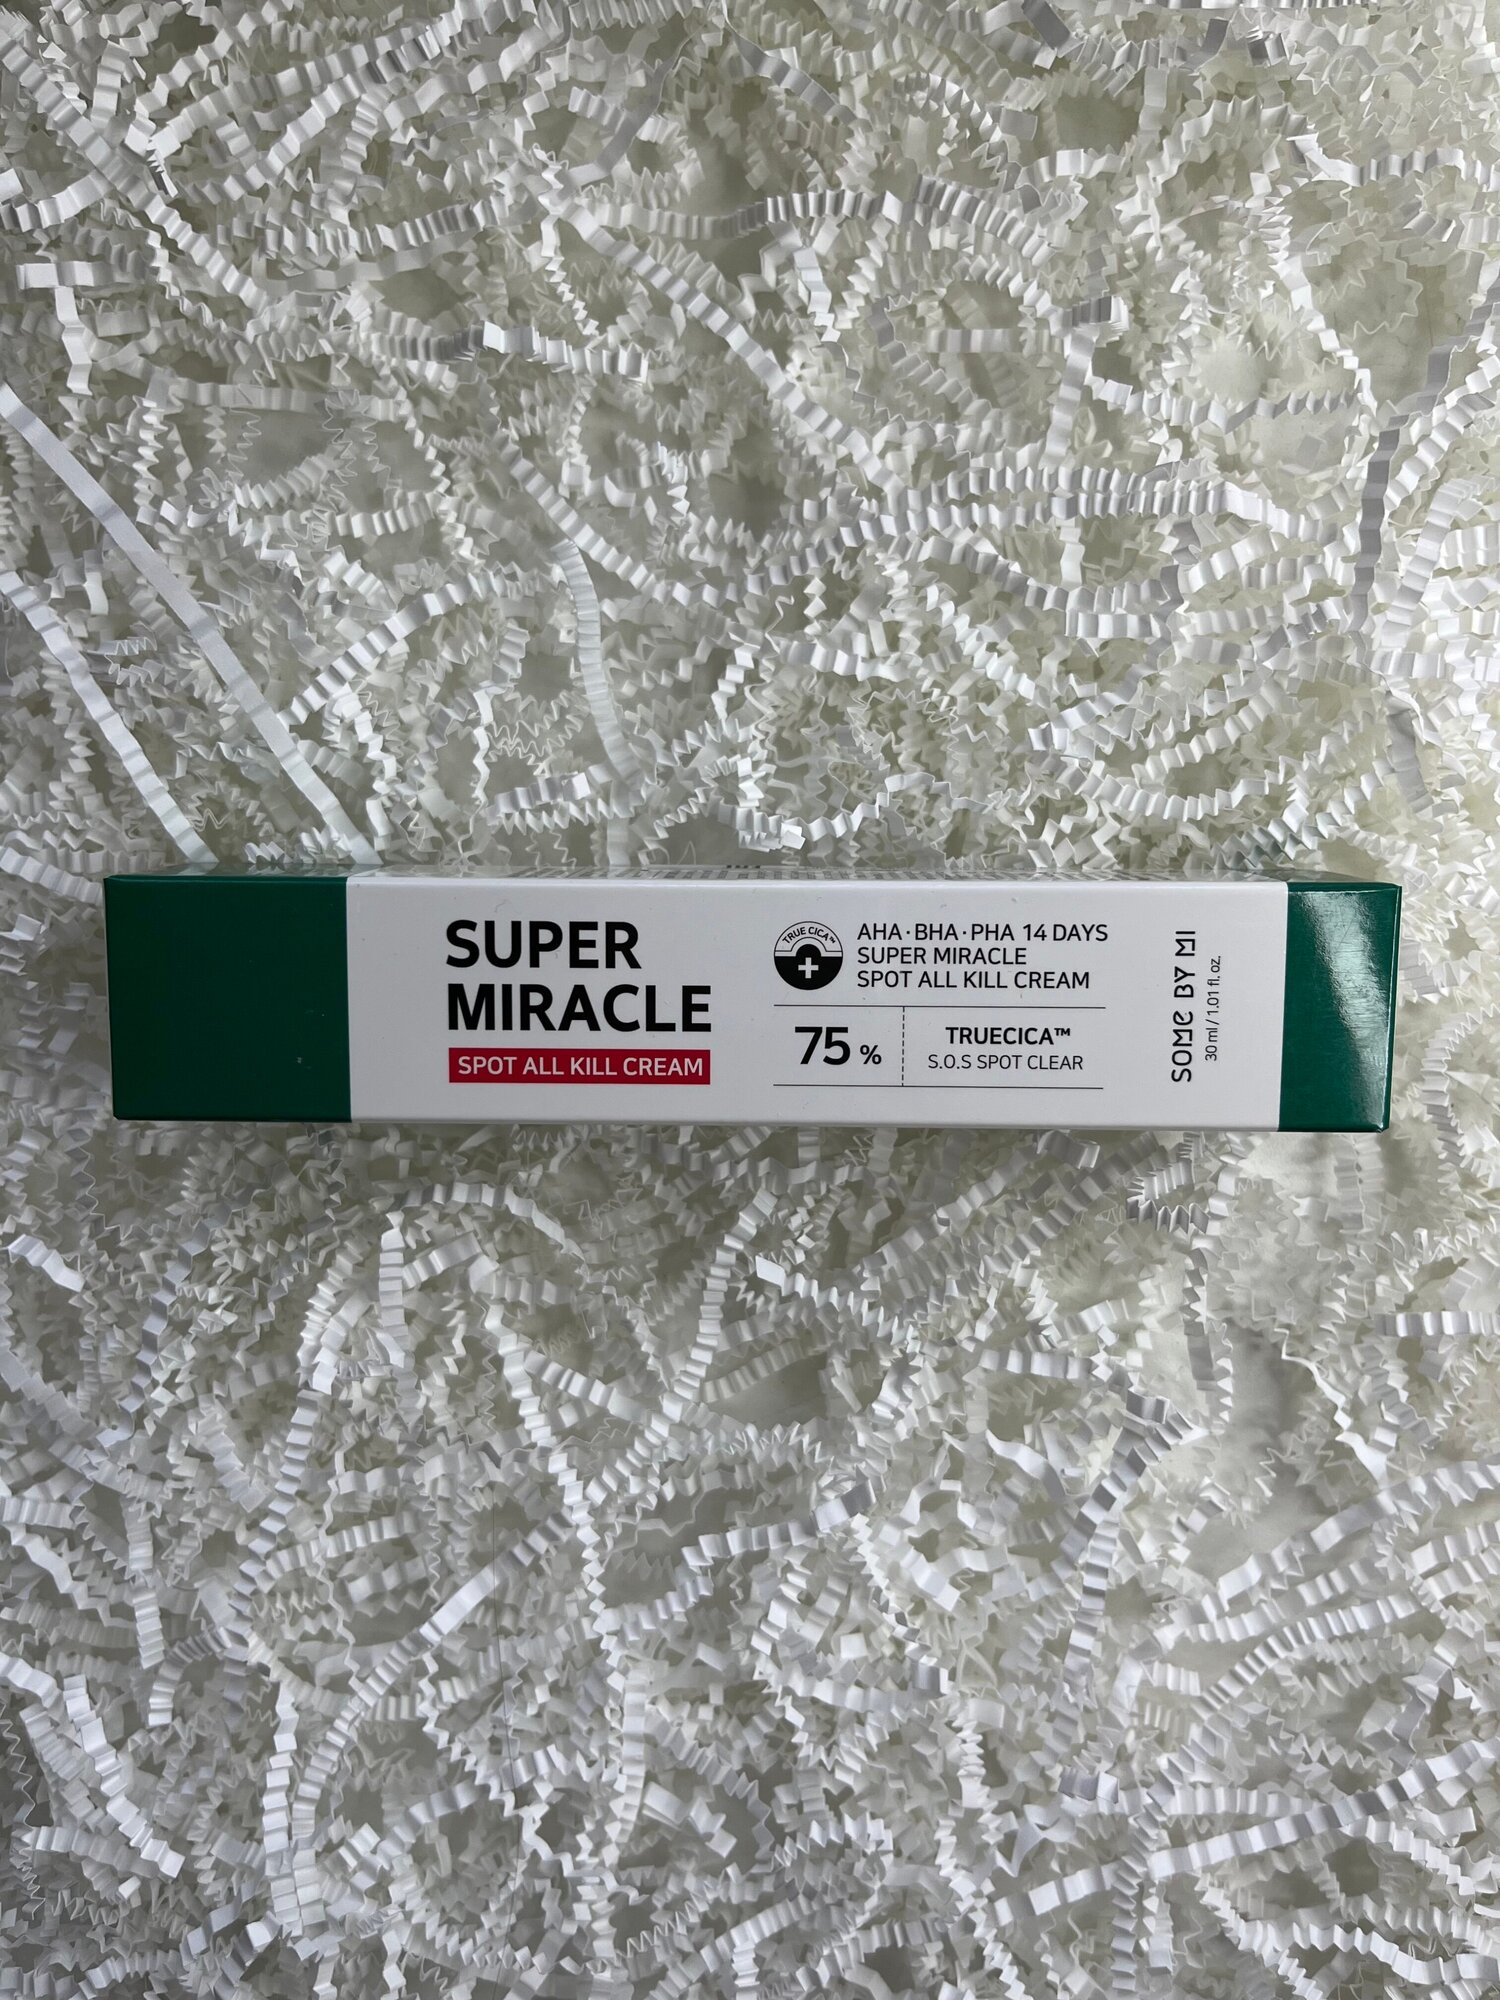 SUPER
MIRACLE
SPOT ALL KILL CREAM
TRUE CICA™
AHA·BHA·PHA 14 DAYS
SUPER MIRACLE
SPOT ALL KILL CREAM
75 %
TRUECICA™
S.O.S SPOT CLEAR
SOME BY MI
30 ml / 1.01 fl. oz.